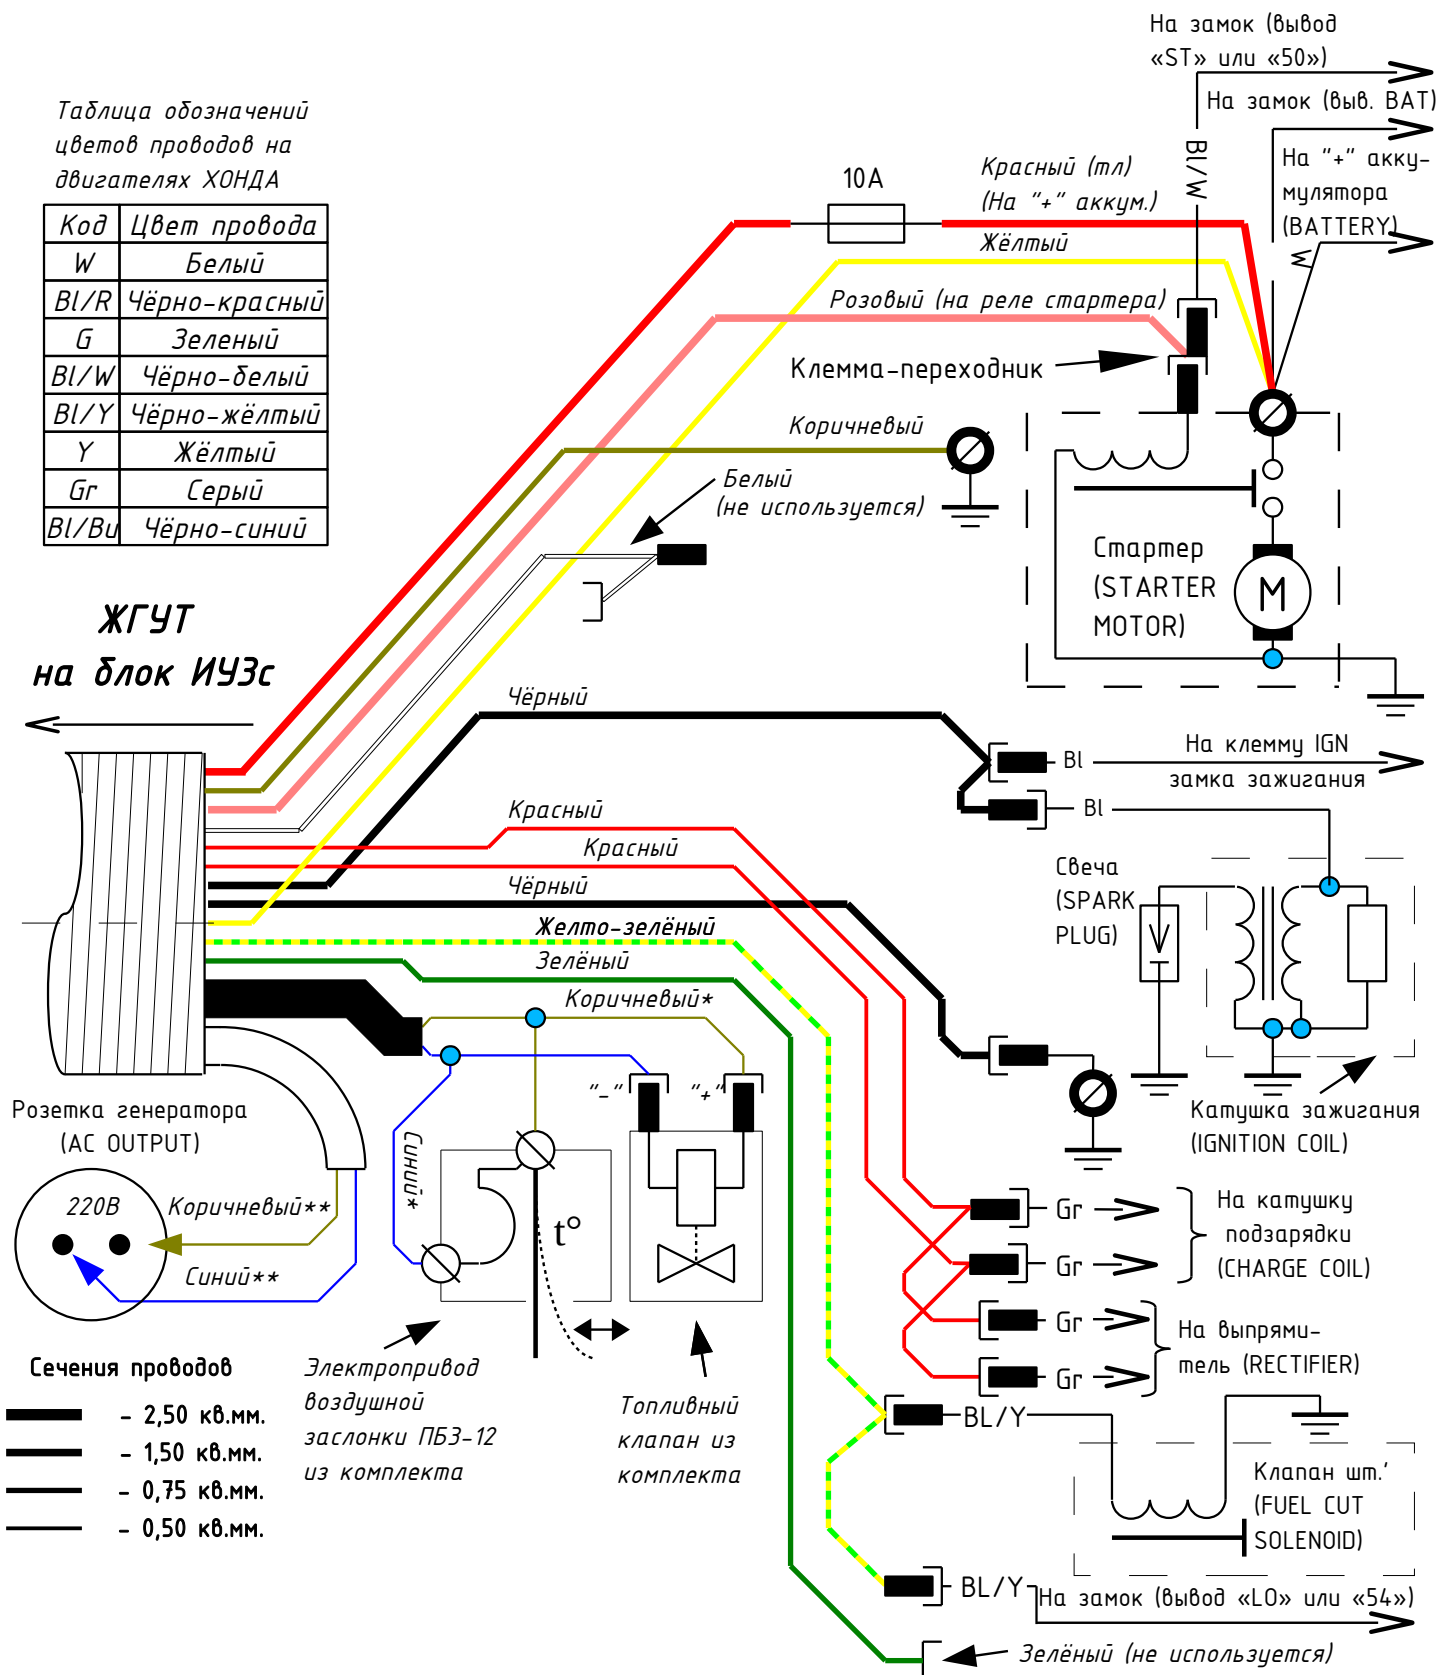 На замок (вывод
«ST» или «50»)
На замок (выв. BAT)
На "+" акку-
мулятора
(BATTERY)
Bl/W
W
Таблица обозначений
цветов проводов на
двигателях ХОНДА
Код Цвет провода
W Белый
Bl/R Чёрно-красный
G Зеленый
Bl/W Чёрно-белый
Bl/Y Чёрно-жёлтый
Y Жёлтый
Gr Серый
Bl/Bu Чёрно-синий
10А
Красный (тл)
(На "+" аккум.)
Жёлтый
Розовый (на реле стартера)
Клемма-переходник
Коричневый
Белый
(не используется)
Стартер
(STARTER
MOTOR)
M
ЖГУТ
на блок ИУЗс
Чёрный
Bl
На клемму IGN
замка зажигания
Bl
Красный
Красный
Чёрный
Желто-зелёный
Зелёный
Коричневый*
Свеча
(SPARK
PLUG)
Катушка зажигания
(IGNITION COIL)
"-"
"+"
Синий*
t°
Розетка генератора
(AC OUTPUT)
220В
Коричневый**
Синий**
Gr
Gr
На катушку
подзарядки
(CHARGE COIL)
Gr
Gr
На выпрями-
тель (RECTIFIER)
Сечения проводов
- 2,50 кв.мм.
- 1,50 кв.мм.
- 0,75 кв.мм.
- 0,50 кв.мм.
Электропривод
воздушной
заслонки ПБЗ-12
из комплекта
Топливный
клапан из
комплекта
BL/Y
Клапан шт.'
(FUEL CUT
SOLENOID)
BL/Y
На замок (вывод «LO» или «54»)
Зелёный (не используется)